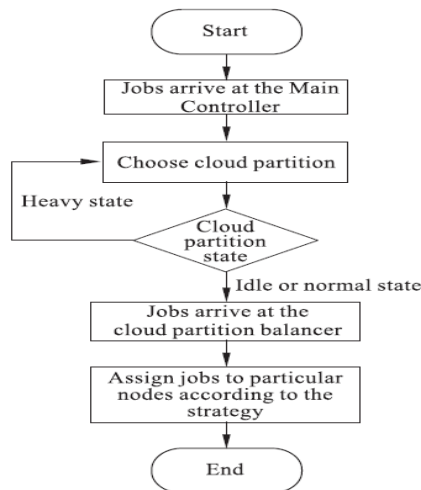 Start
Jobs arrive at the Main
Controller
Choose cloud partition
Heavy state
Cloud
partition
state
Idle or normal state
Jobs arrive at the
cloud partition balancer
Assign jobs to particular
nodes according to the
strategy
End